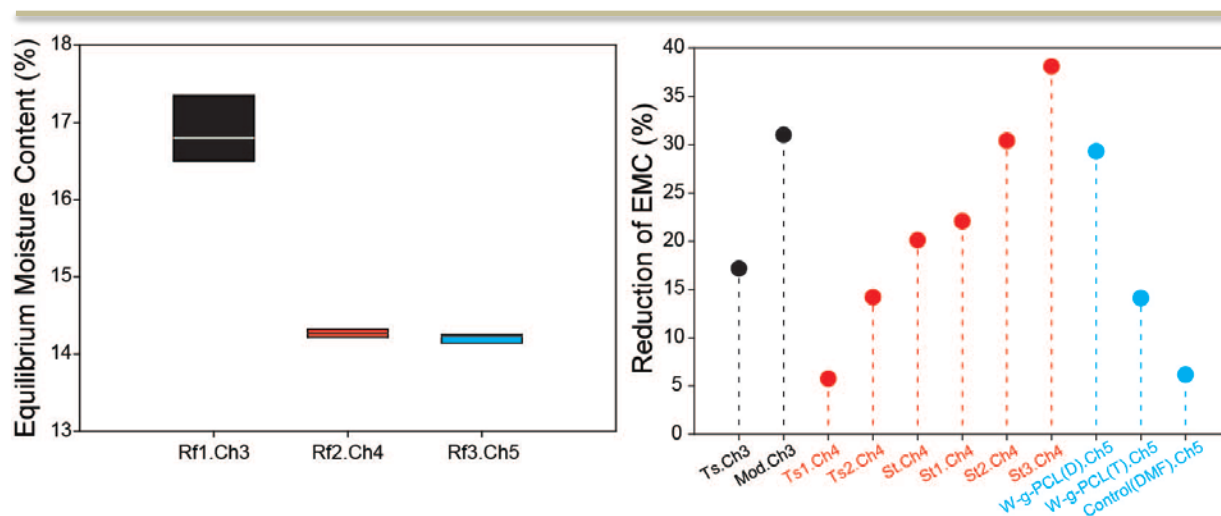 Equilibrium Moisture Content (%)
18
17
16
15
14
13
Rf1.Ch3
Rf2.Ch4
Rf3.Ch5
Reduction of EMC (%)
40
35
30
25
20
15
10
5
0
Ts.Ch3
Mod.Ch3
Ts1.Ch4
Ts2.Ch4
St.Ch4
St1.Ch4
St2.Ch4
St3.Ch4
W-g-PCL(D).Ch5
W-g-PCL(T).Ch5
Control(DMF).Ch5